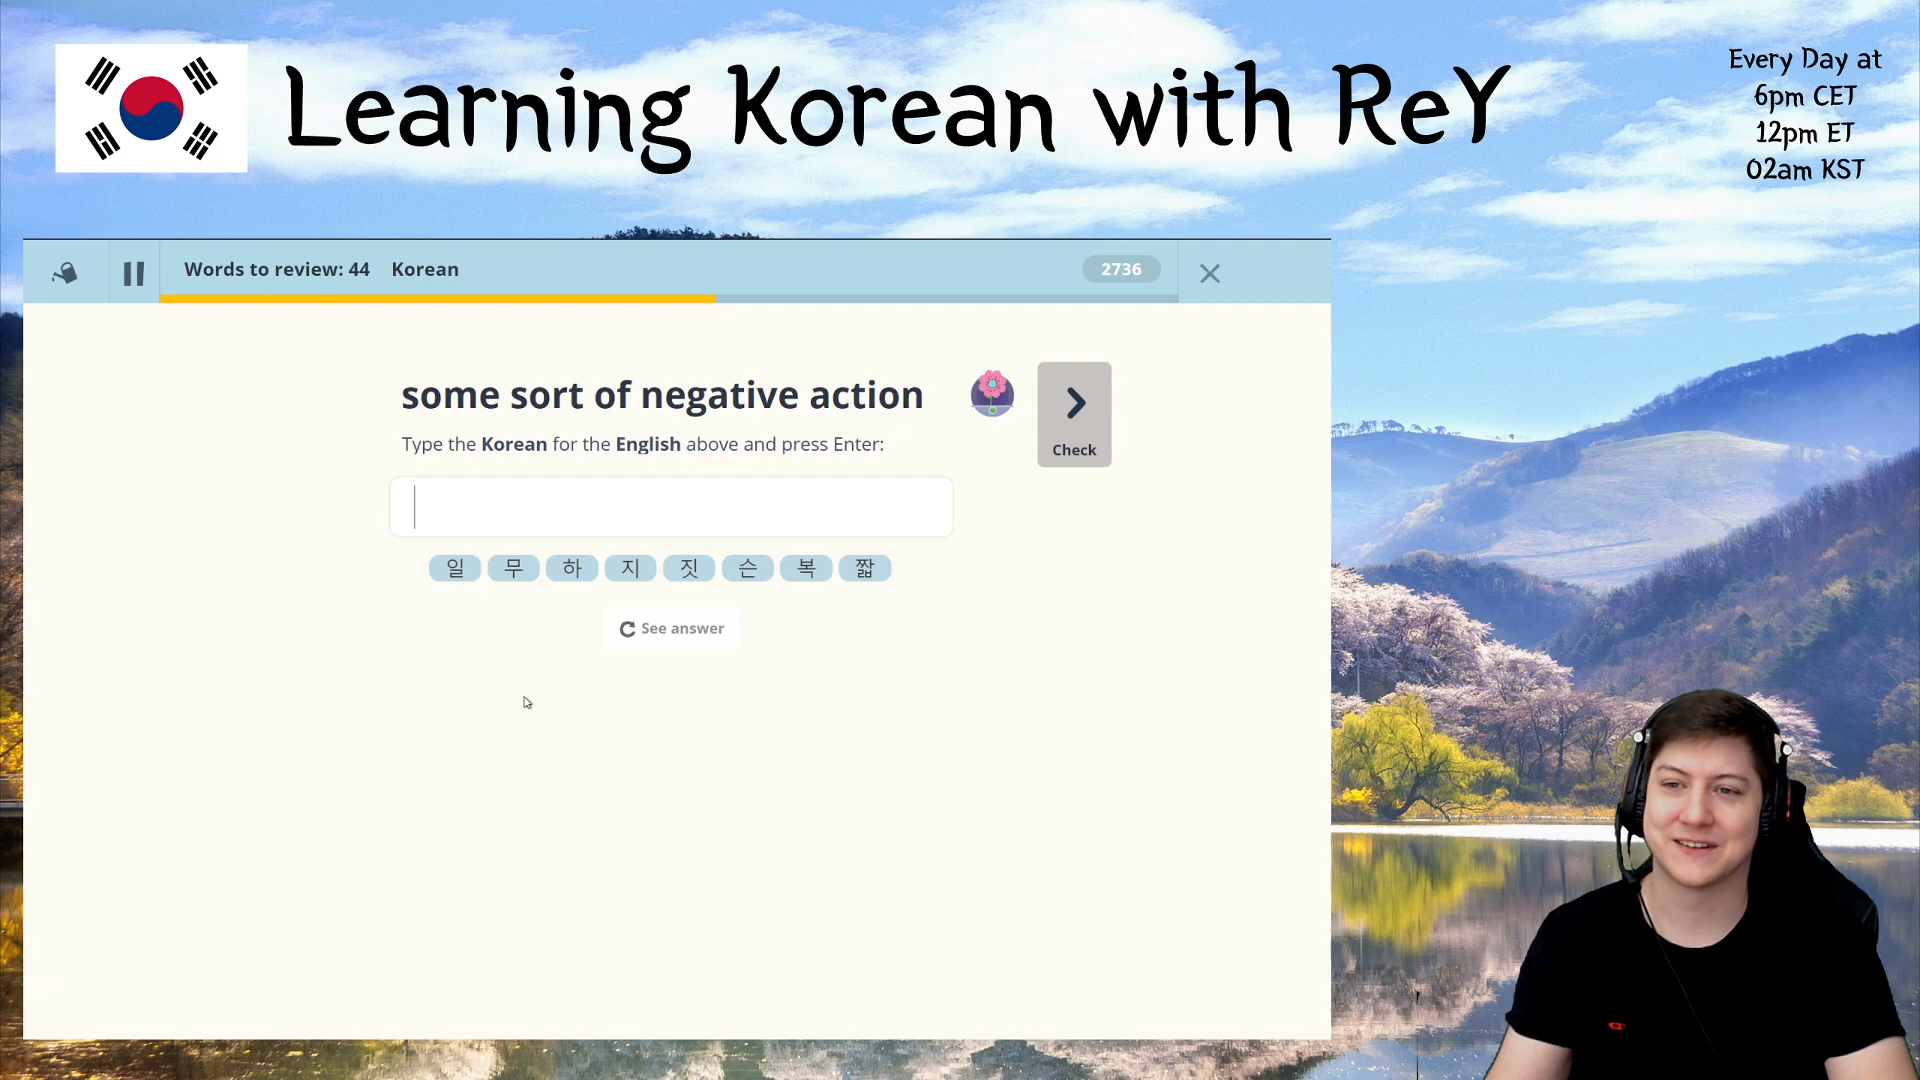 Learning Korean with ReY
Every Day at
6pm CET
12pm ET
02am KST
Words to review: 44 Korean
2736
some sort of negative action
Type the Korean for the English above and press Enter:
Check
일 무 하 지 짓 슨 복 짧
See answer